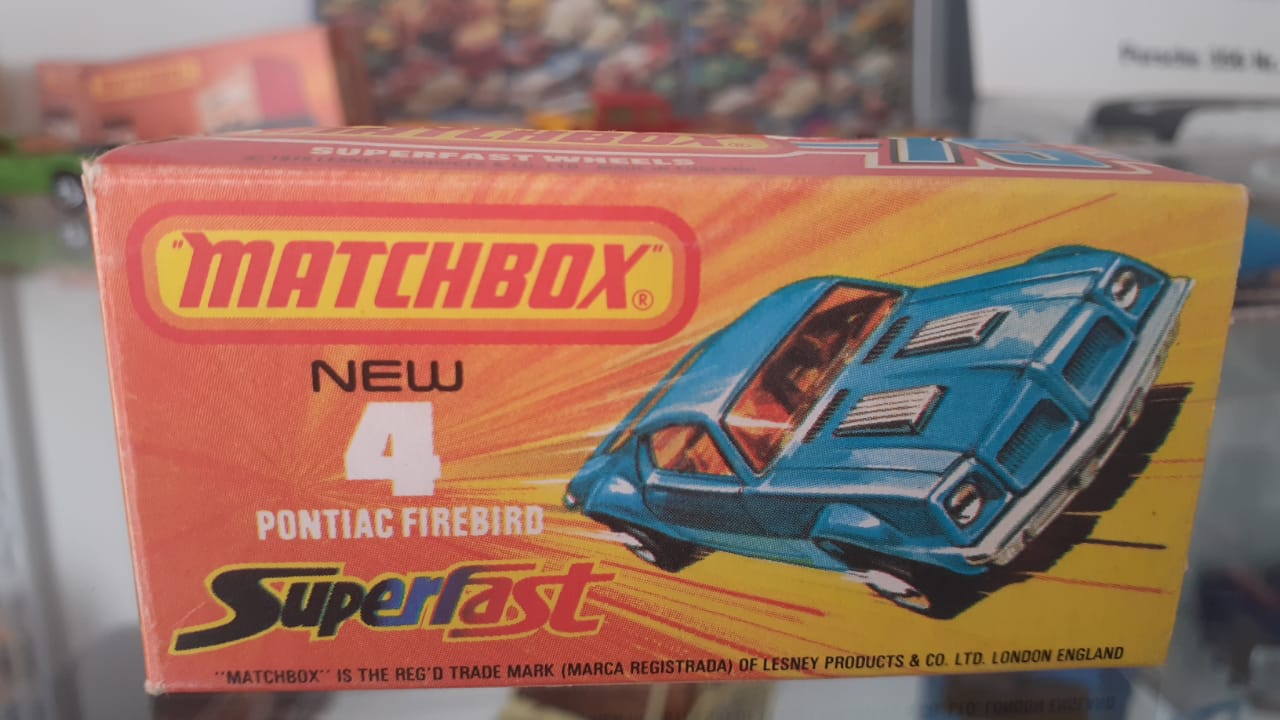 SUPERFAST WHEELS
"MATCHBOX"®
NEW
4
PONTIAC FIREBIRD
Superfast
"MATCHBOX" IS THE REG'D TRADE MARK (MARCA REGISTRADA) OF LESNEY PRODUCTS & CO. LTD. LONDON ENGLAND